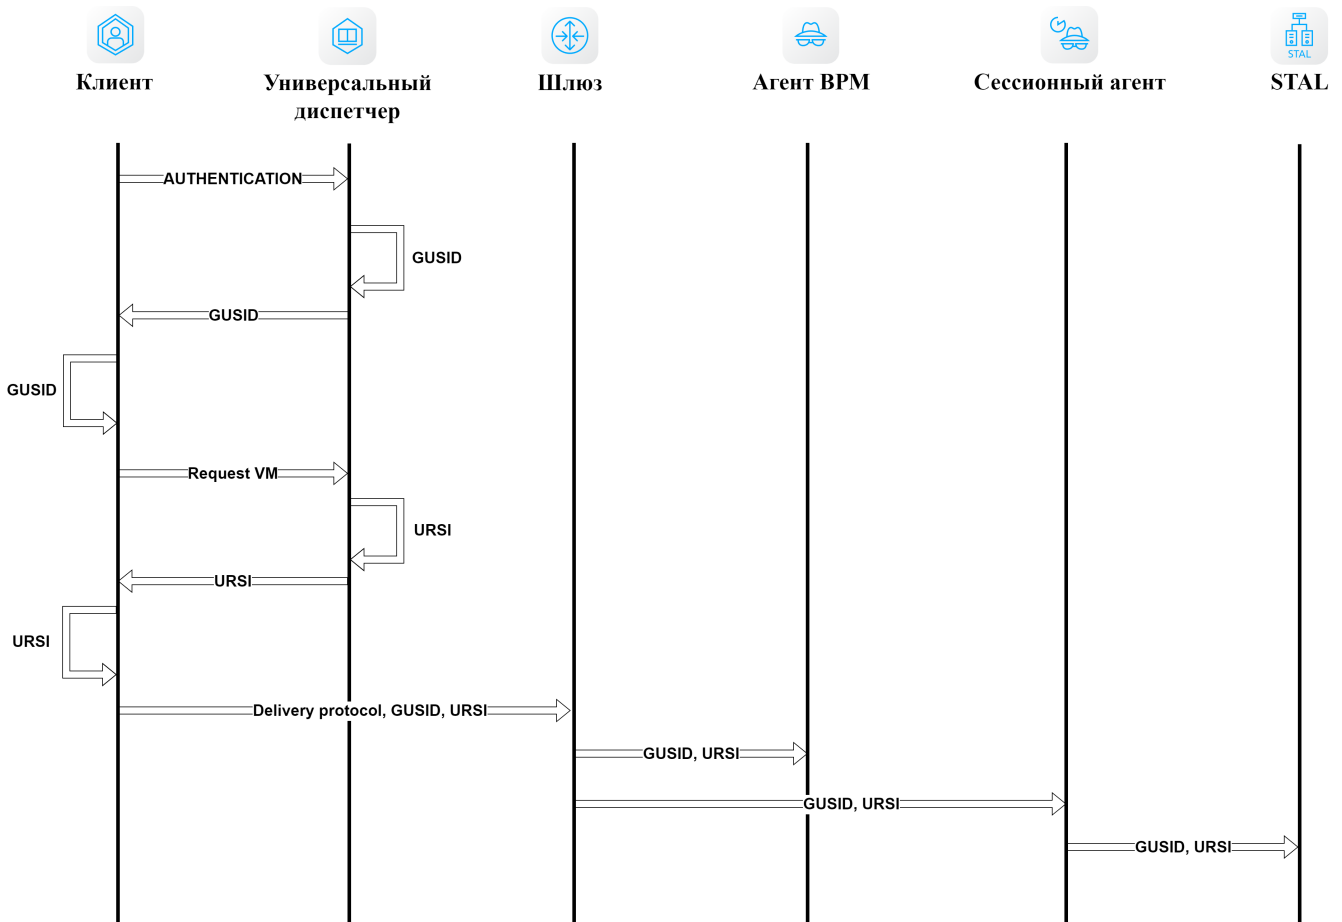 STAL
Клиент
Универсальный
диспетчер
Шлюз
Агент ВРМ
Сессионный агент
STAL
AUTHENTICATION
GUSID
GUSID
GUSID
Request VM
URSI
URSI
URSI
Delivery protocol, GUSID, URSI
GUSID, URSI
GUSID, URSI
GUSID, URSI